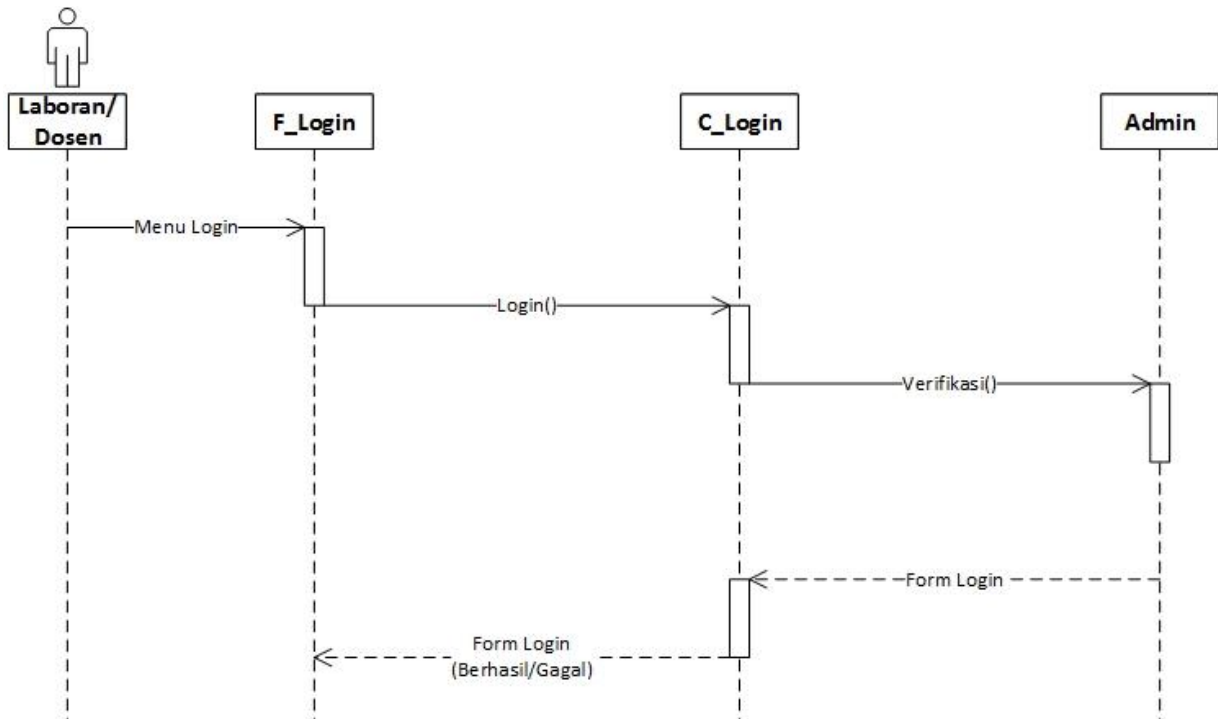 Laboran/
Dosen
F_Login
C_Login
Admin
Menu Login
Login()
Verifikasi()
Form Login
Form Login
(Berhasil/Gagal)